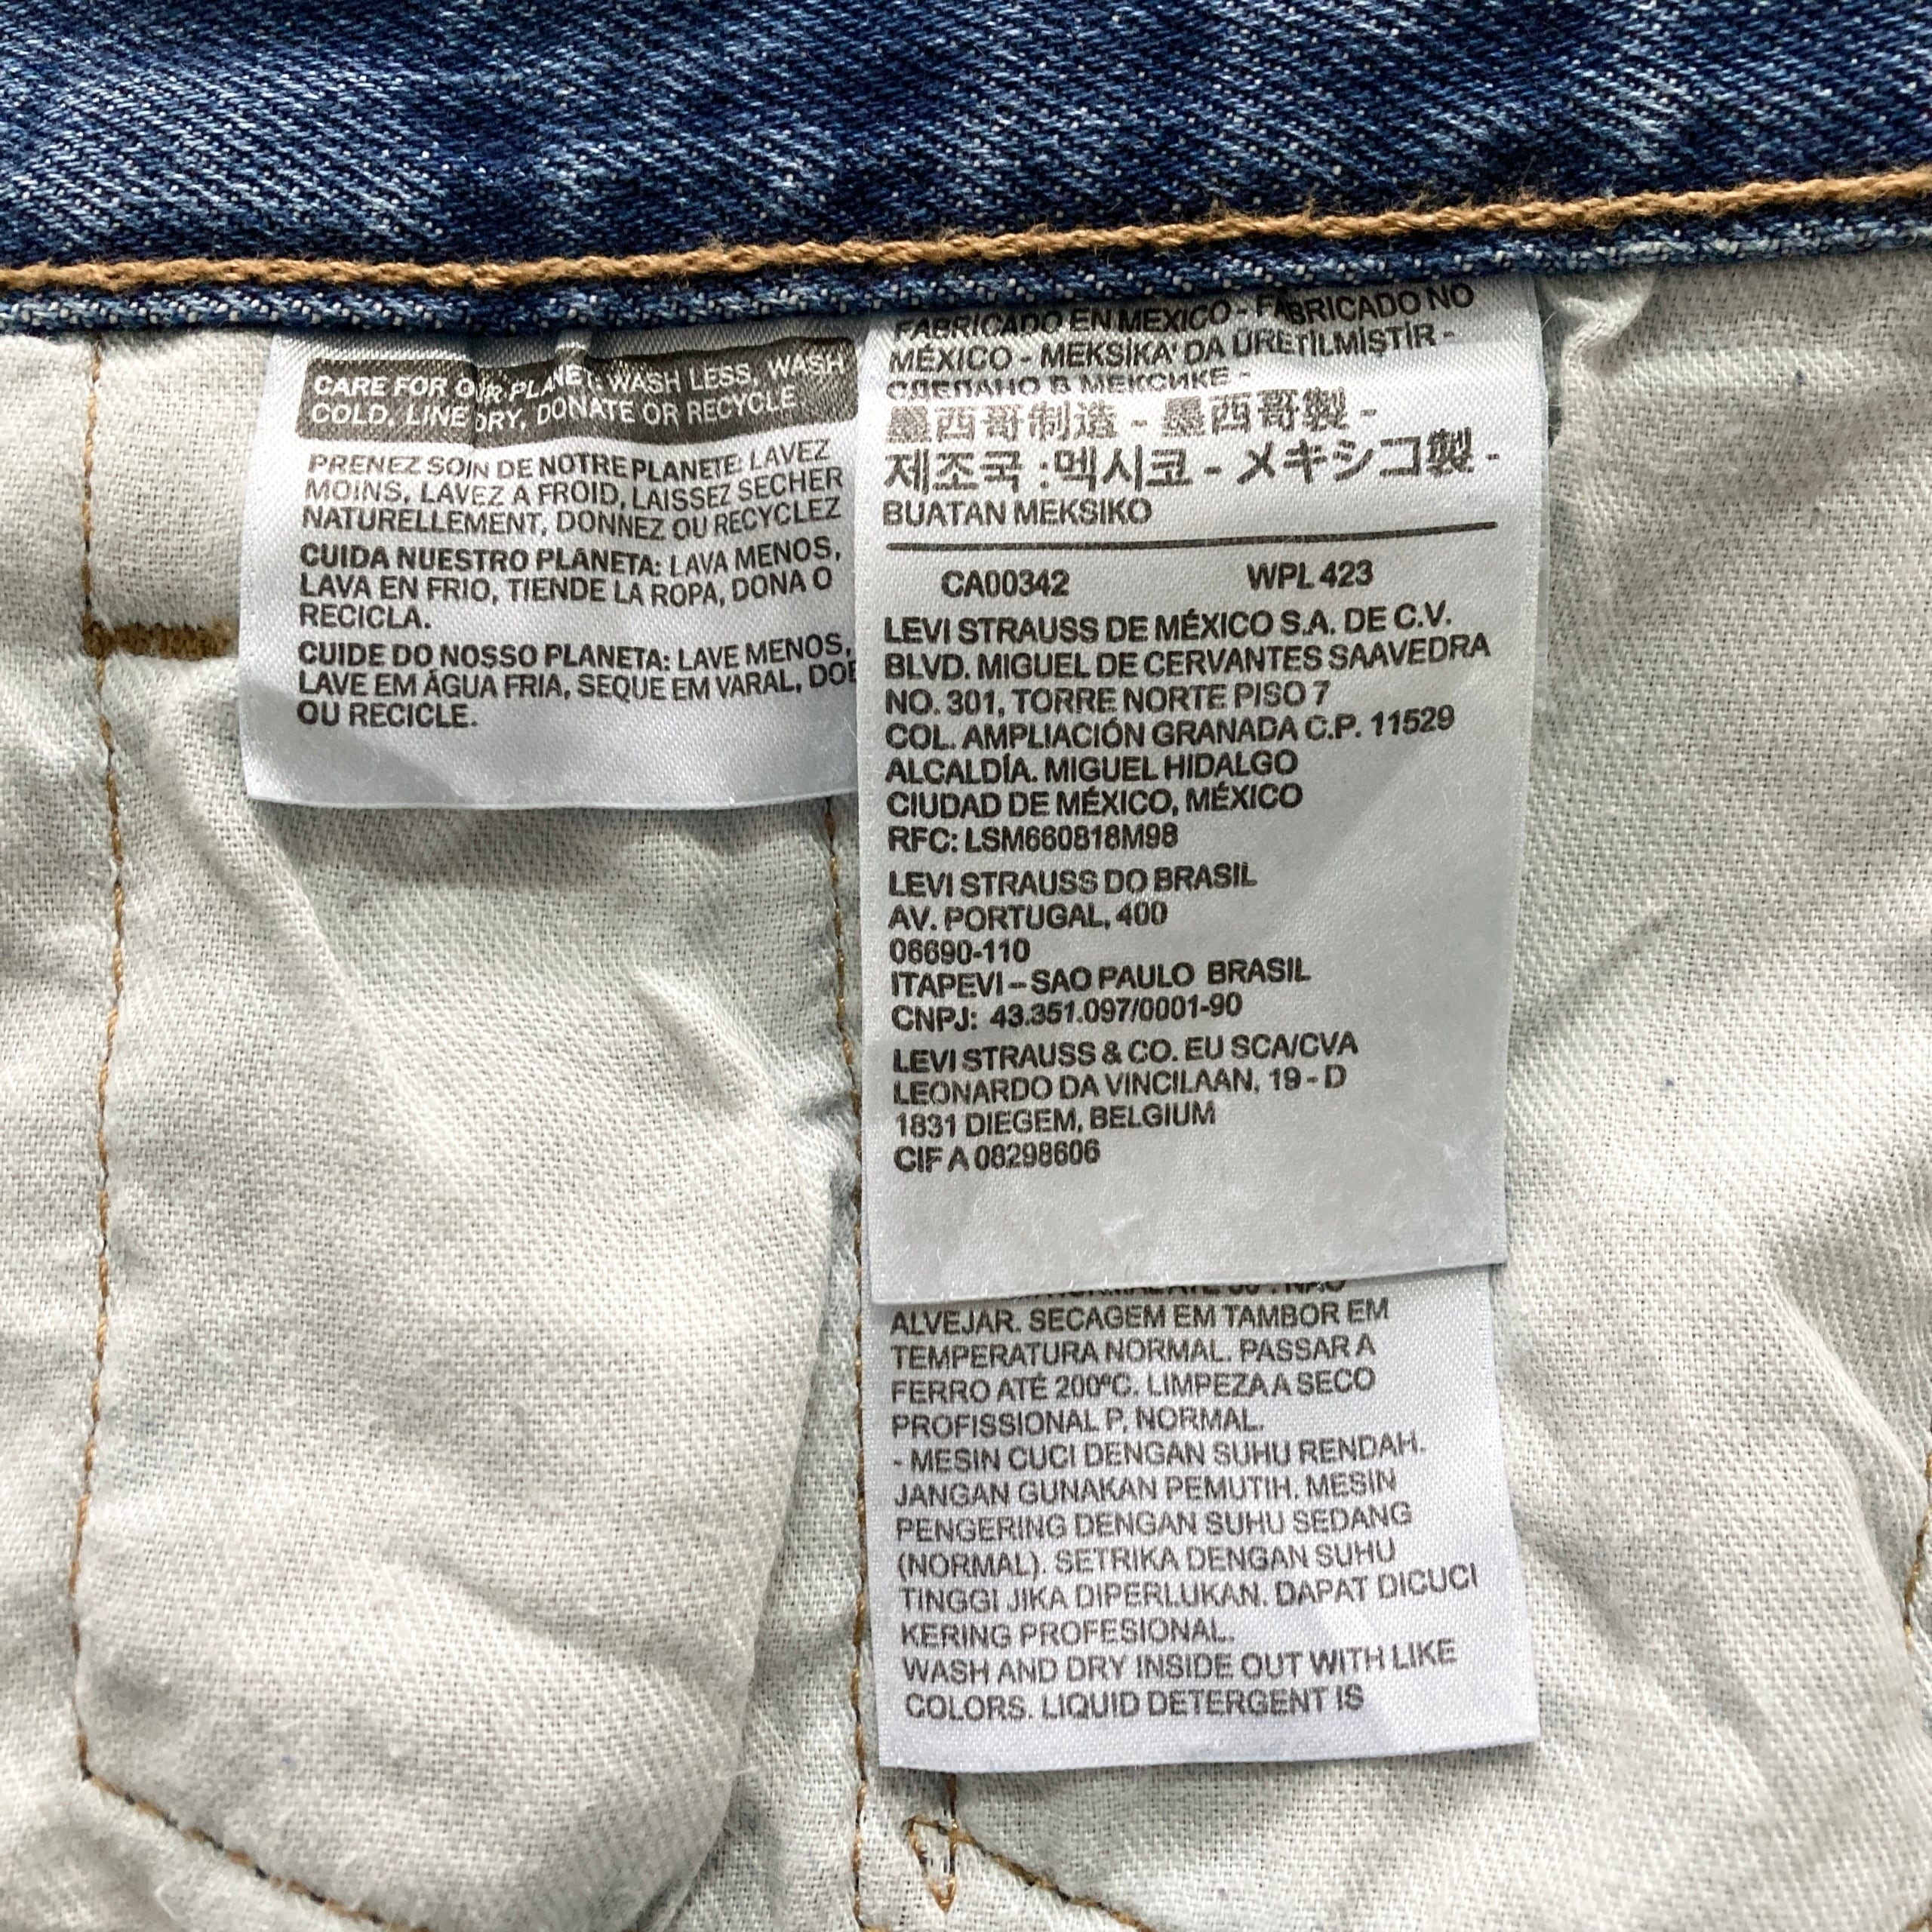 CARE FOR OUR PLANET: WASH LESS, WASH
COLD, LINE DRY, DONATE OR RECYCLE
PRENEZ SOIN DE NOTRE PLANETE: LAVEZ
MOINS, LAVEZ A FROID, LAISSEZ SECHER
NATURELLEMENT, DONNEZ OU RECYCLEZ
CUIDA NUESTRO PLANETA: LAVA MENOS,
LAVA EN FRIO, TIENDE LA ROPA, DONA O
RECICLA.
CUIDE DO NOSSO PLANETA: LAVE MENOS,
LAVE EM ÁGUA FRIA, SEQUE EM VARAL,
OU RECICLE.
FABRICADO EN MEXICO - FABRICADO NO
MÉXICO - MEKSİKA' DA ÜRETİLMİŞTİR -
СДЕЛАНО В МЕКСИКЕ -
墨西哥制造 - 墨西哥製 -
제조국 :멕시코 - メキシコ製 -
BUATAN MEKSIKO
CA00342 WPL 423
LEVI STRAUSS DE MÉXICO S.A. DE C.V.
BLVD. MIGUEL DE CERVANTES SAAVEDRA
NO. 301, TORRE NORTE PISO 7
COL. AMPLIACIÓN GRANADA C.P. 11529
ALCALDÍA. MIGUEL HIDALGO
CIUDAD DE MÉXICO, MÉXICO
RFC: LSM660818M98
LEVI STRAUSS DO BRASIL
AV. PORTUGAL, 400
06690-110
ITAPEVI – SAO PAULO BRASIL
CNPJ: 43.351.097/0001-90
LEVI STRAUSS & CO. EU SCA/CVA
LEONARDO DA VINCILAAN, 19 - D
1831 DIEGEM, BELGIUM
CIF A 08298606
ALVEJAR. SECAGEM EM TAMBOR EM
TEMPERATURA NORMAL. PASSAR A
FERRO ATÉ 200ºC. LIMPEZA A SECO
PROFISSIONAL P, NORMAL.
- MESIN CUCI DENGAN SUHU RENDAH.
JANGAN GUNAKAN PEMUTIH. MESIN
PENGERING DENGAN SUHU SEDANG
(NORMAL). SETRIKA DENGAN SUHU
TINGGI JIKA DIPERLUKAN. DAPAT DICUCI
KERING PROFESIONAL.
WASH AND DRY INSIDE OUT WITH LIKE
COLORS. LIQUID DETERGENT IS